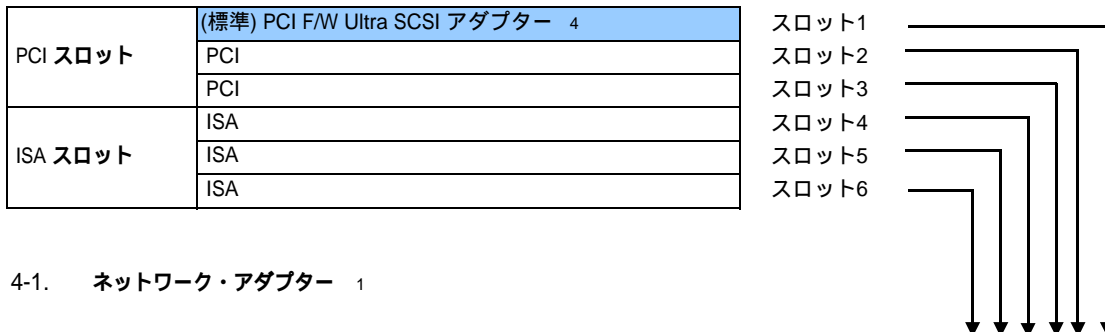 (標準) PCI F/W Ultra SCSI アダプター 4 スロット1
PCI スロット PCI スロット2
PCI スロット3
ISA スロット4
ISA スロット ISA スロット5
ISA スロット6
4-1. ネットワーク・アダプター 1